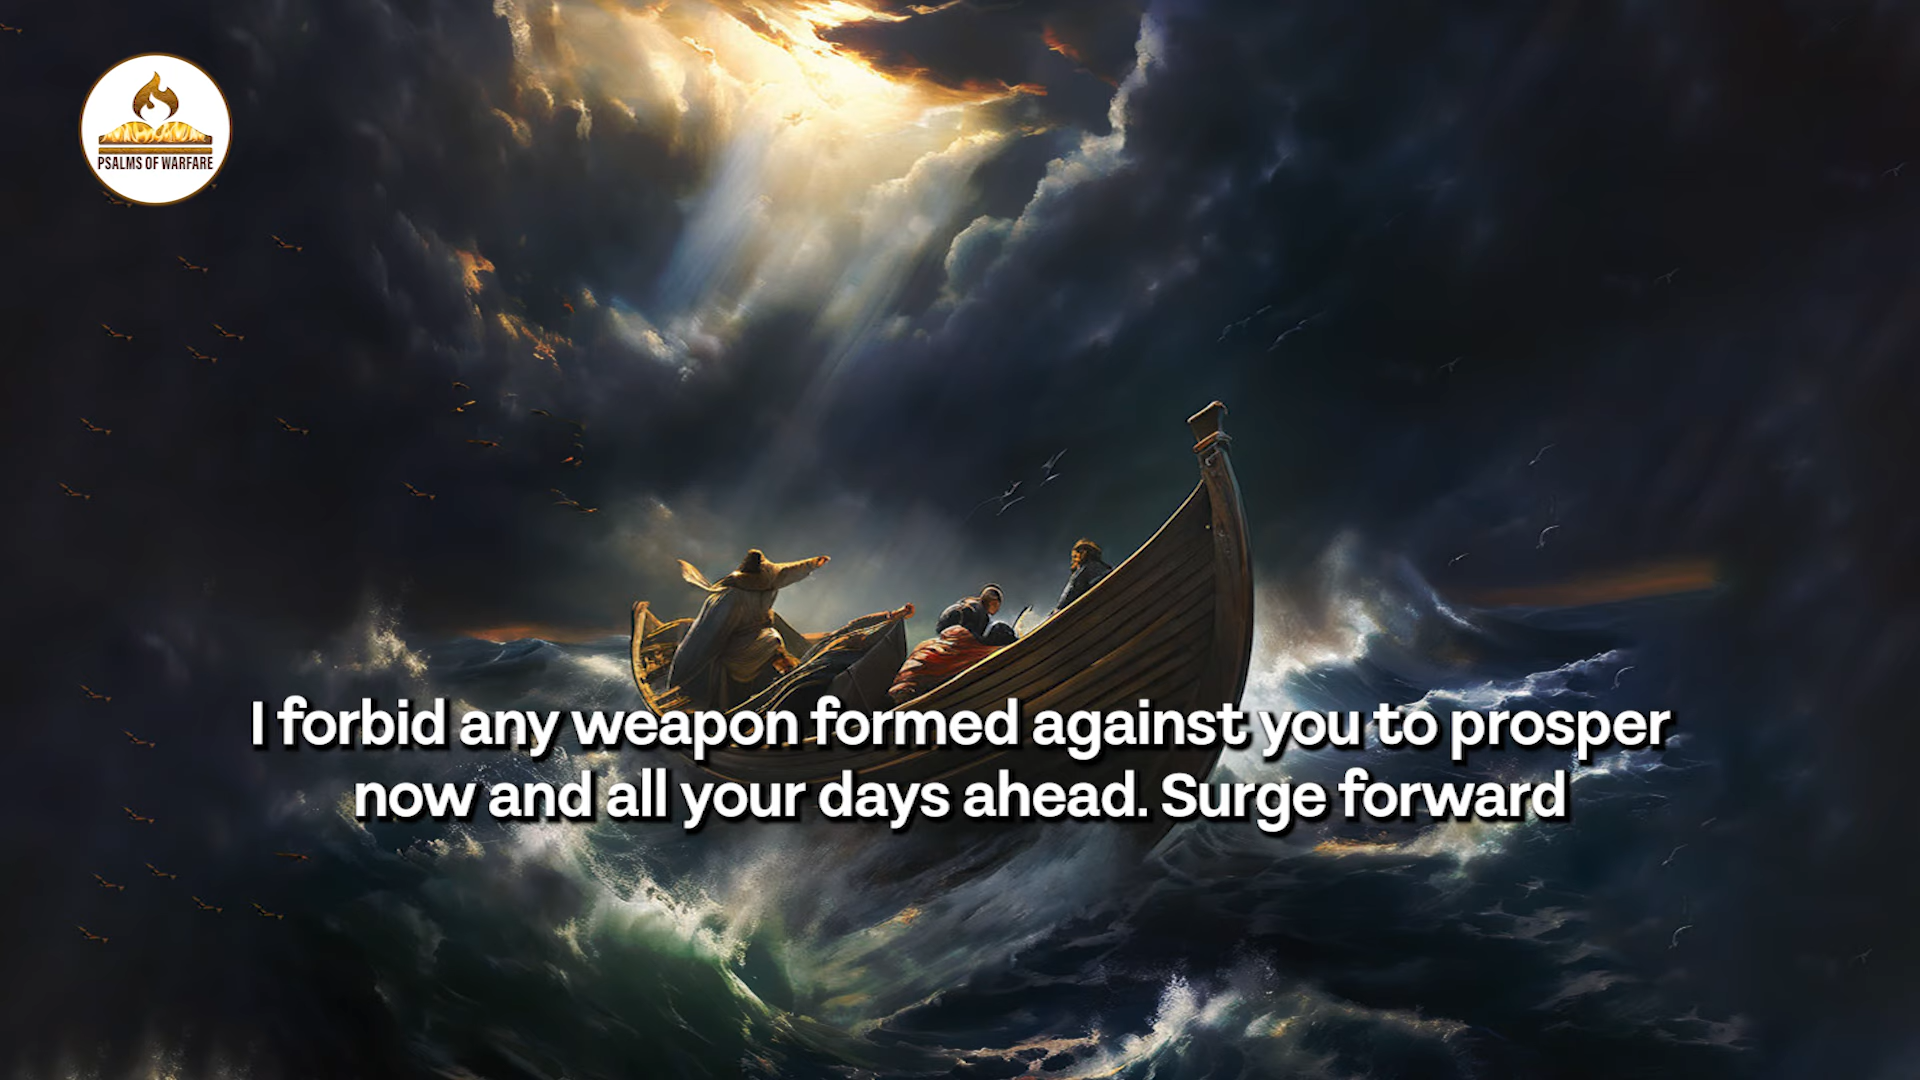 PSALMS OF WARFARE
I forbid any weapon formed against you to prosper
now and all your days ahead. Surge forward